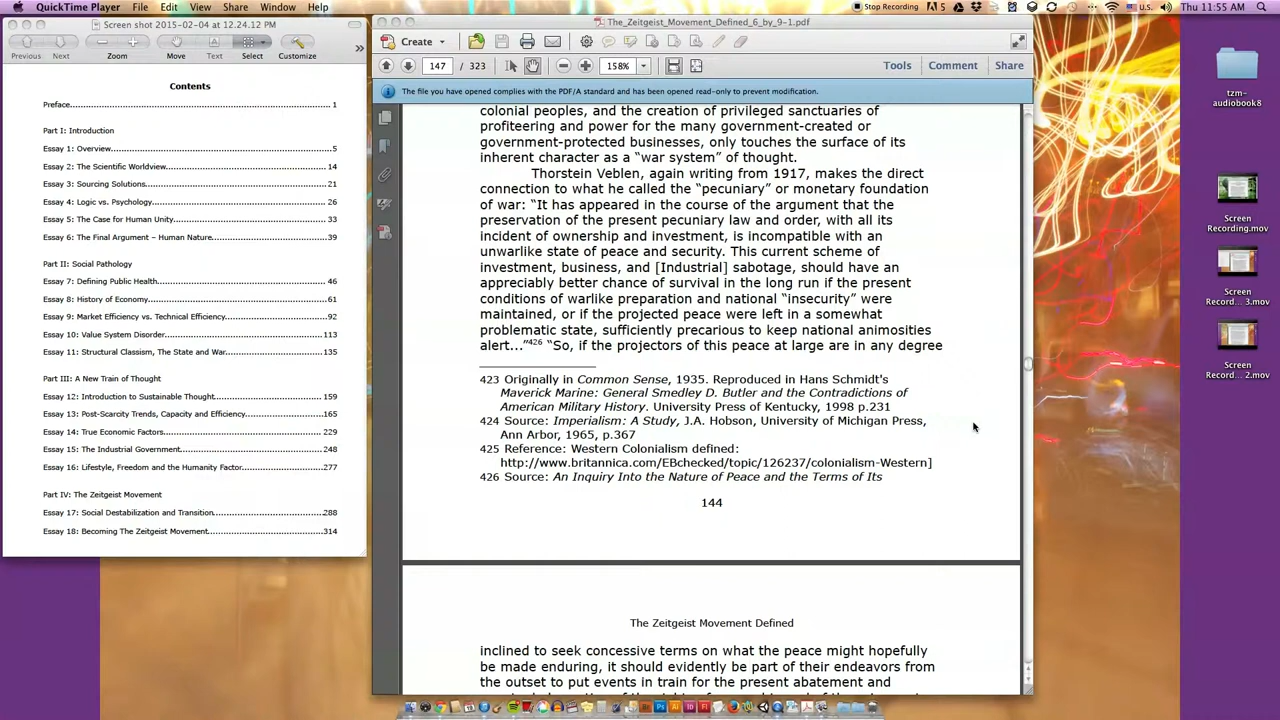 QuickTime Player File Edit View Share Window Help
Stop Recording 5 U.S. Thu 11:55 AM
Screen shot 2015-02-04 at 12.24.12 PM
Previous Next Zoom Move Text Select Customize
Contents
Preface 1
Part I: Introduction
Essay 1: Overview 5
Essay 2: The Scientific Worldview 14
Essay 3: Sourcing Solutions 21
Essay 4: Logic vs. Psychology 26
Essay 5: The Case for Human Unity 33
Essay 6: The Final Argument – Human Nature 39
Part II: Social Pathology
Essay 7: Defining Public Health 46
Essay 8: History of Economy 61
Essay 9: Market Efficiency vs. Technical Efficiency 92
Essay 10: Value System Disorder 113
Essay 11: Structural Classism, The State and War 135
Part III: A New Train of Thought
Essay 12: Introduction to Sustainable Thought 159
Essay 13: Post-Scarcity Trends, Capacity and Efficiency 165
Essay 14: True Economic Factors 229
Essay 15: The Industrial Government 248
Essay 16: Lifestyle, Freedom and the Humanity Factor 277
Part IV: The Zeitgeist Movement
Essay 17: Social Destabilization and Transition 288
Essay 18: Becoming The Zeitgeist Movement 314
The_Zeitgeist_Movement_Defined_6_by_9-1.pdf
Create
147 / 323 158% Tools Comment Share
The file you have opened complies with the PDF/A standard and has been opened read-only to prevent modification.
colonial peoples, and the creation of privileged sanctuaries of
profiteering and power for the many government-created or
government-protected businesses, only touches the surface of its
inherent character as a “war system” of thought.
Thorstein Veblen, again writing from 1917, makes the direct
connection to what he called the “pecuniary” or monetary foundation
of war: “It has appeared in the course of the argument that the
preservation of the present pecuniary law and order, with all its
incident of ownership and investment, is incompatible with an
unwarlike state of peace and security. This current scheme of
investment, business, and [Industrial] sabotage, should have an
appreciably better chance of survival in the long run if the present
conditions of warlike preparation and national “insecurity” were
maintained, or if the projected peace were left in a somewhat
problematic state, sufficiently precarious to keep national animosities
alert...”426 “So, if the projectors of this peace at large are in any degree
423 Originally in Common Sense, 1935. Reproduced in Hans Schmidt's
Maverick Marine: General Smedley D. Butler and the Contradictions of
American Military History. University Press of Kentucky, 1998 p.231
424 Source: Imperialism: A Study, J.A. Hobson, University of Michigan Press,
Ann Arbor, 1965, p.367
425 Reference: Western Colonialism defined:
http://www.britannica.com/EBchecked/topic/126237/colonialism-Western]
426 Source: An Inquiry Into the Nature of Peace and the Terms of Its
144
The Zeitgeist Movement Defined
inclined to seek concessive terms on what the peace might hopefully
be made enduring, it should evidently be part of their endeavors from
the outset to put events in train for the present abatement and
tzm-
audiobook8
Screen
Recording.mov
Screen
Record... 3.mov
Screen
Record... 2.mov